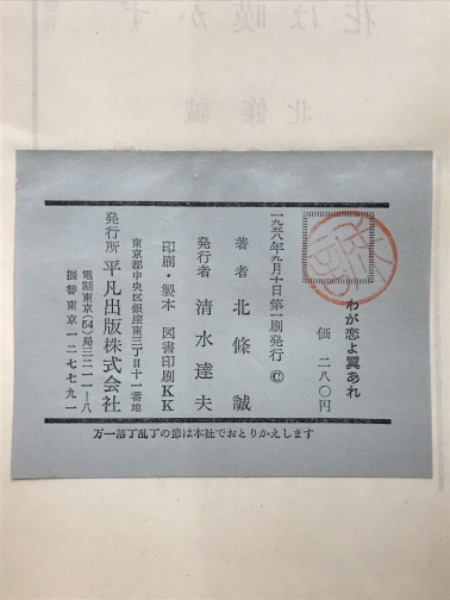 わが恋よ翼あれ
価 二八〇円
一九五八年九月十日第一刷発行 ©
著者 北條誠
発行者 清水達夫
印刷・製本 図書印刷KK
東京都中央区銀座東三丁目十一番地
発行所 平凡出版株式会社
電話東京(54)局三二一一―八
振替東京一二七七九一
万一落丁乱丁の節は本社でおとりかえします